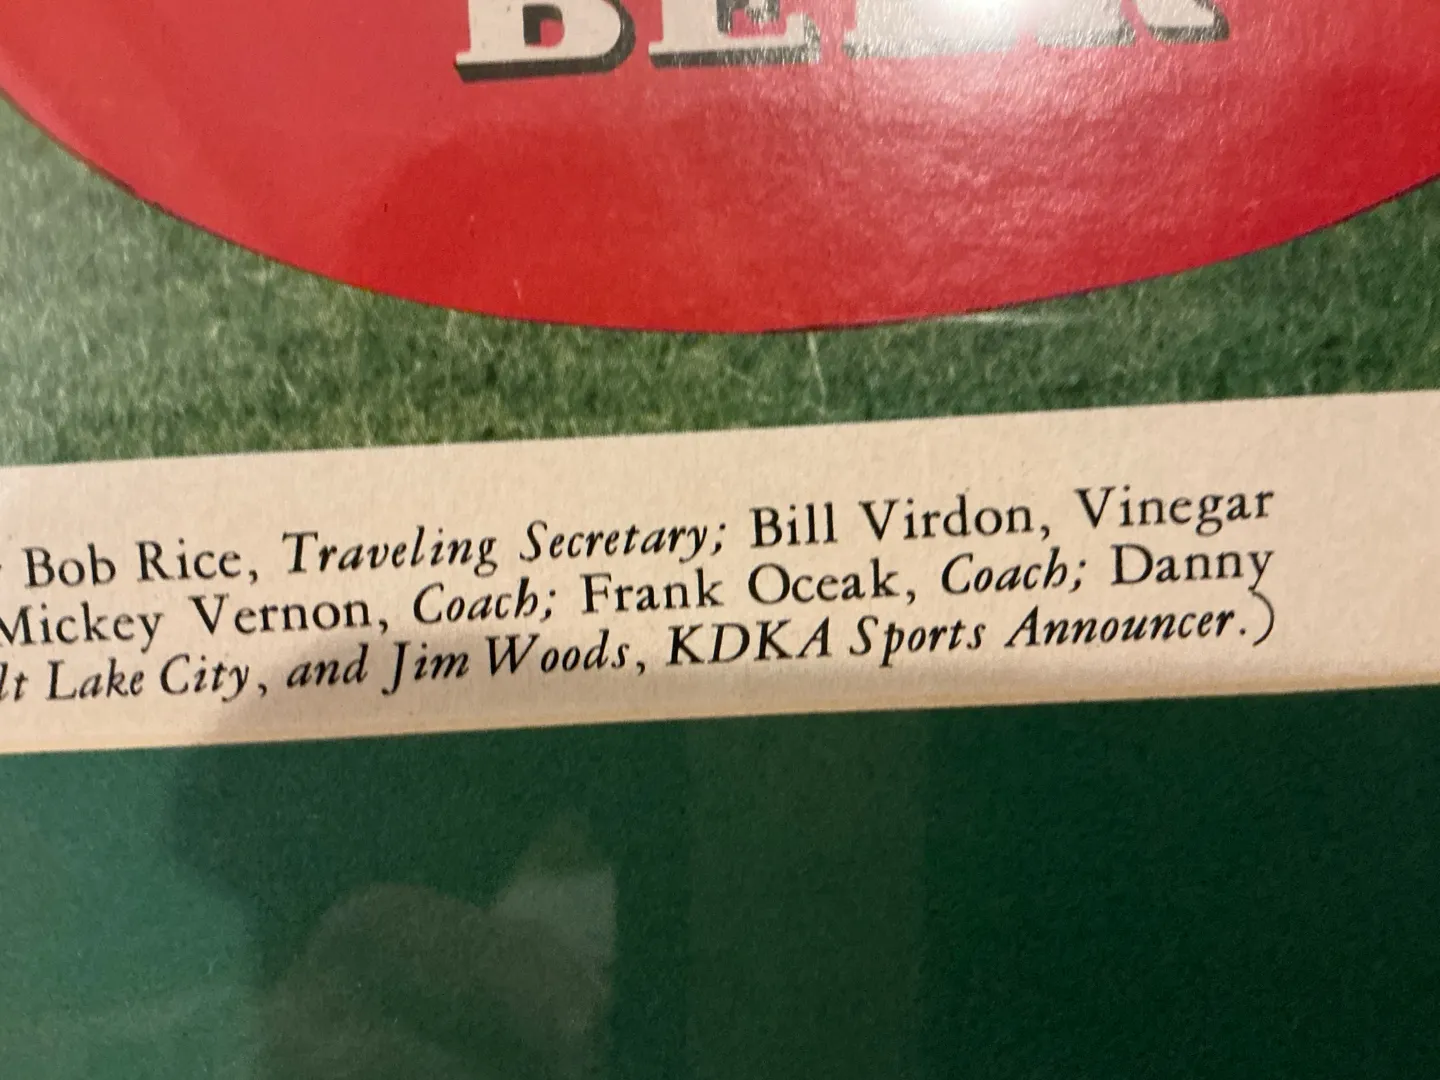 BEER
Bob Rice, Traveling Secretary; Bill Virdon, Vinegar
Mickey Vernon, Coach; Frank Oceak, Coach; Danny
lt Lake City, and Jim Woods, KDKA Sports Announcer.)